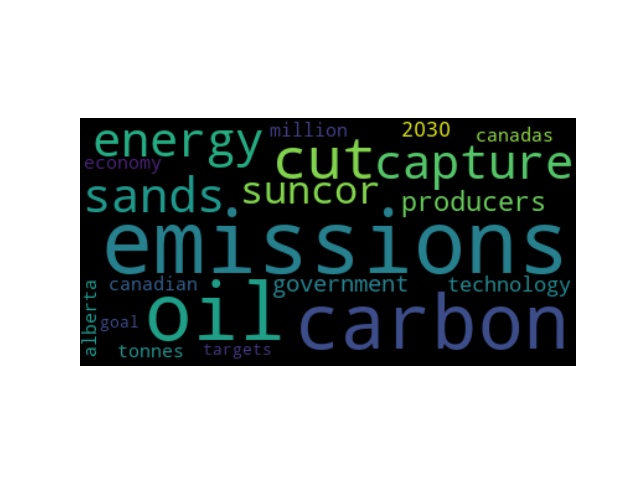 energy million 2030 canadas
economy cut capture
sands suncor producers
emissions
alberta canadian government technology
goal oil carbon
tonnes targets